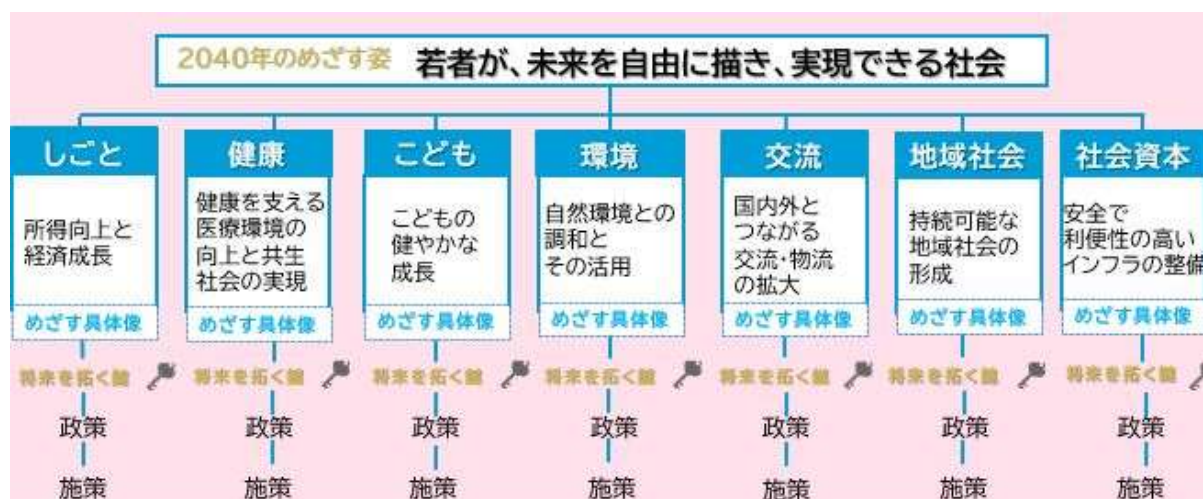 2040年のめざす姿 若者が、未来を自由に描き、実現できる社会
しごと
所得向上と
経済成長
めざす具体像
将来を拓く鍵
政策
施策
健康
健康を支える
医療環境の
向上と共生
社会の実現
めざす具体像
将来を拓く鍵
政策
施策
こども
こどもの
健やかな
成長
めざす具体像
将来を拓く鍵
政策
施策
環境
自然環境との
調和と
その活用
めざす具体像
将来を拓く鍵
政策
施策
交流
国内外と
つながる
交流・物流
の拡大
めざす具体像
将来を拓く鍵
政策
施策
地域社会
持続可能な
地域社会の
形成
めざす具体像
将来を拓く鍵
政策
施策
社会資本
安全で
利便性の高い
インフラの整備
めざす具体像
将来を拓く鍵
政策
施策